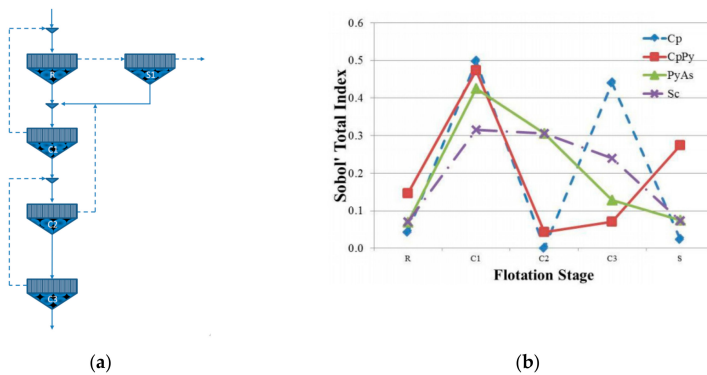 R
S1
C1
C2
C3
(a)
Sobol' Total Index
0.6
0.5
0.4
0.3
0.2
0.1
0.0
Cp
CpPy
PyAs
Sc
R
C1
C2
C3
S
Flotation Stage
(b)